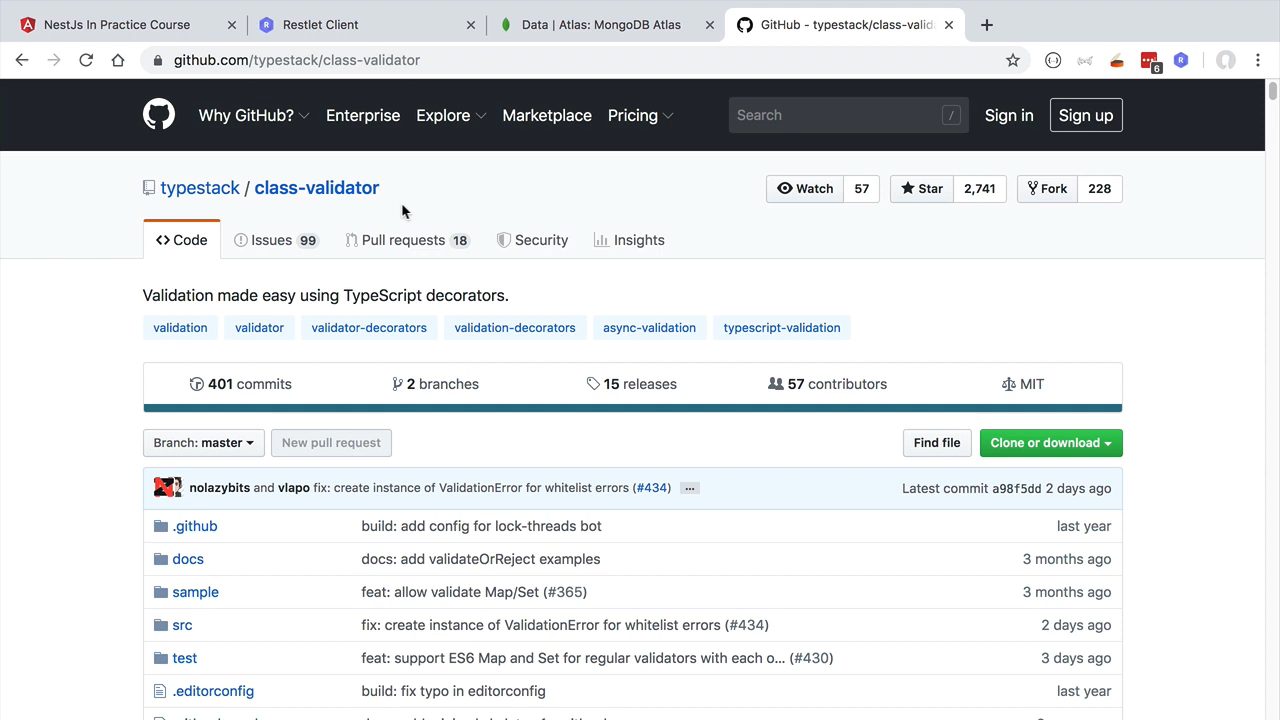 NestJs In Practice Course
Restlet Client
Data | Atlas: MongoDB Atlas
GitHub - typestack/class-valida
github.com/typestack/class-validator
6
Why GitHub?
Enterprise
Explore
Marketplace
Pricing
Search
/
Sign in
Sign up
typestack / class-validator
Watch 57
Star 2,741
Fork 228
Code
Issues 99
Pull requests 18
Security
Insights
Validation made easy using TypeScript decorators.
validation
validator
validator-decorators
validation-decorators
async-validation
typescript-validation
401 commits
2 branches
15 releases
57 contributors
MIT
Branch: master
New pull request
Find file
Clone or download
nolazybits and vlapo fix: create instance of ValidationError for whitelist errors (#434) ...
Latest commit a98f5dd 2 days ago
.github build: add config for lock-threads bot last year
docs docs: add validateOrReject examples 3 months ago
sample feat: allow validate Map/Set (#365) 3 months ago
src fix: create instance of ValidationError for whitelist errors (#434) 2 days ago
test feat: support ES6 Map and Set for regular validators with each o... (#430) 3 days ago
.editorconfig build: fix typo in editorconfig last year